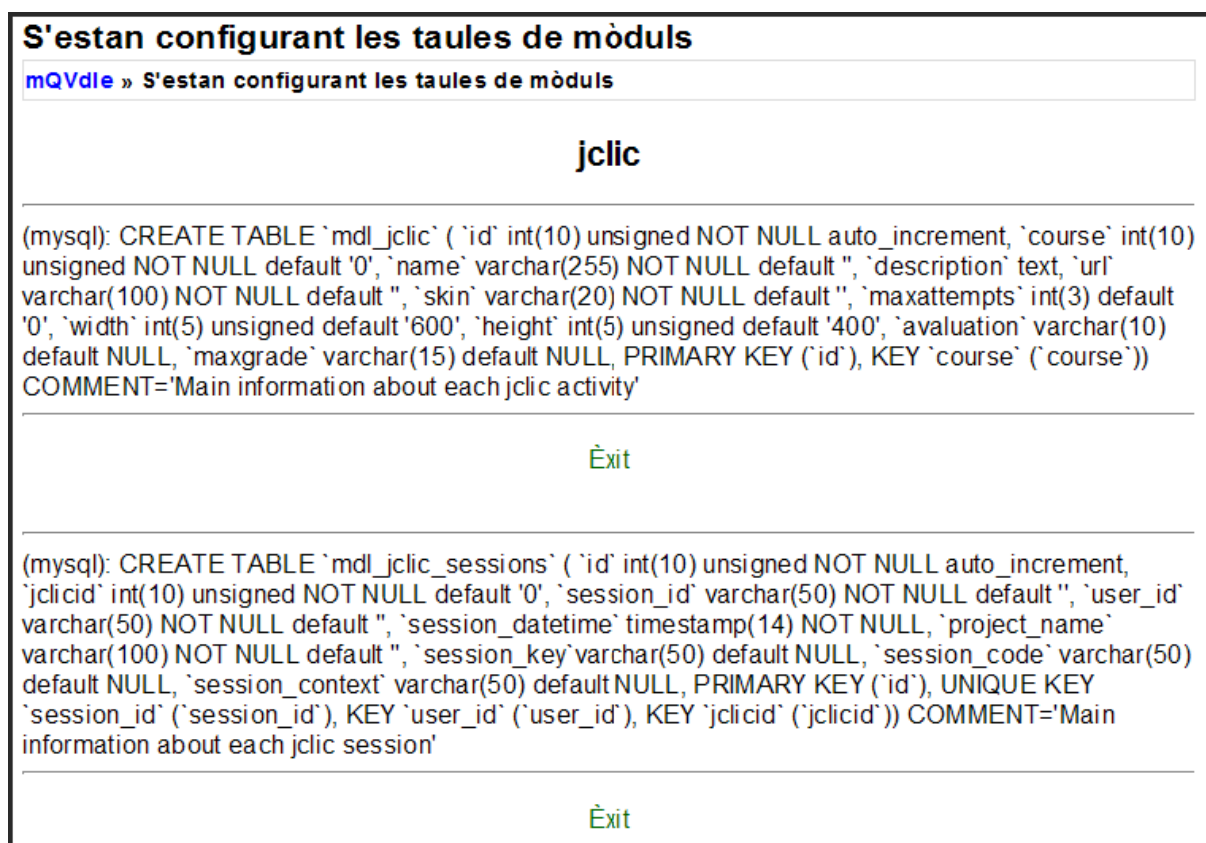 S'estan configurant les taules de mòduls
mQVdle » S'estan configurant les taules de mòduls
jclic
(mysql): CREATE TABLE `mdl_jclic` ( `id` int(10) unsigned NOT NULL auto_increment, `course` int(10)
unsigned NOT NULL default '0', `name` varchar(255) NOT NULL default '', `description` text, `url`
varchar(100) NOT NULL default '', `skin` varchar(20) NOT NULL default '', `maxattempts` int(3) default
'0', `width` int(5) unsigned default '600', `height` int(5) unsigned default '400', `avaluation` varchar(10)
default NULL, `maxgrade` varchar(15) default NULL, PRIMARY KEY (`id`), KEY `course` (`course`))
COMMENT='Main information about each jclic activity'
Èxit
(mysql): CREATE TABLE `mdl_jclic_sessions` ( `id` int(10) unsigned NOT NULL auto_increment,
`jclicid` int(10) unsigned NOT NULL default '0', `session_id` varchar(50) NOT NULL default '', `user_id`
varchar(50) NOT NULL default '', `session_datetime` timestamp(14) NOT NULL, `project_name`
varchar(100) NOT NULL default '', `session_key`varchar(50) default NULL, `session_code` varchar(50)
default NULL, `session_context` varchar(50) default NULL, PRIMARY KEY (`id`), UNIQUE KEY
`session_id` (`session_id`), KEY `user_id` (`user_id`), KEY `jclicid` (`jclicid`)) COMMENT='Main
information about each jclic session'
Èxit